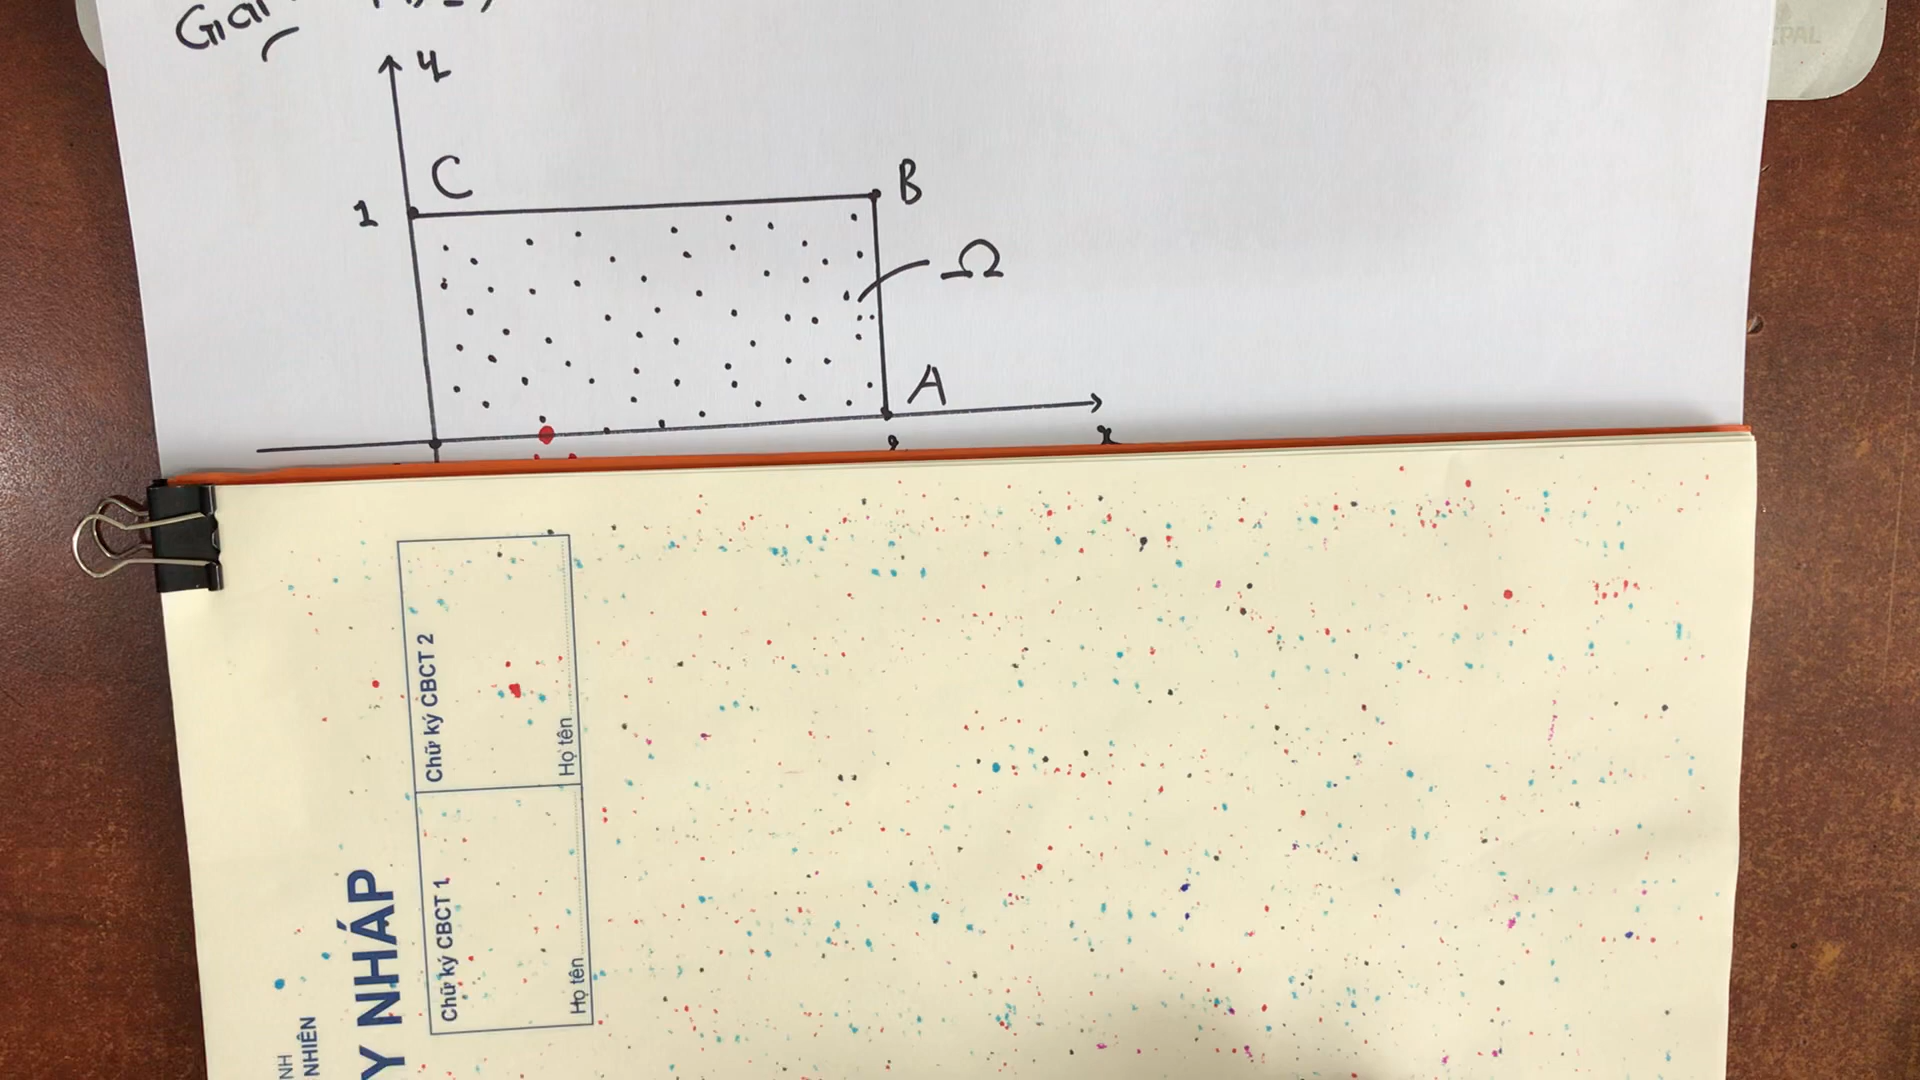 y
C
B
1
Ω
A
x
Chữ ký CBCT 2
Họ tên
Chữ ký CBCT 1
Họ tên
Y NHÁP
NH
NHIÊN